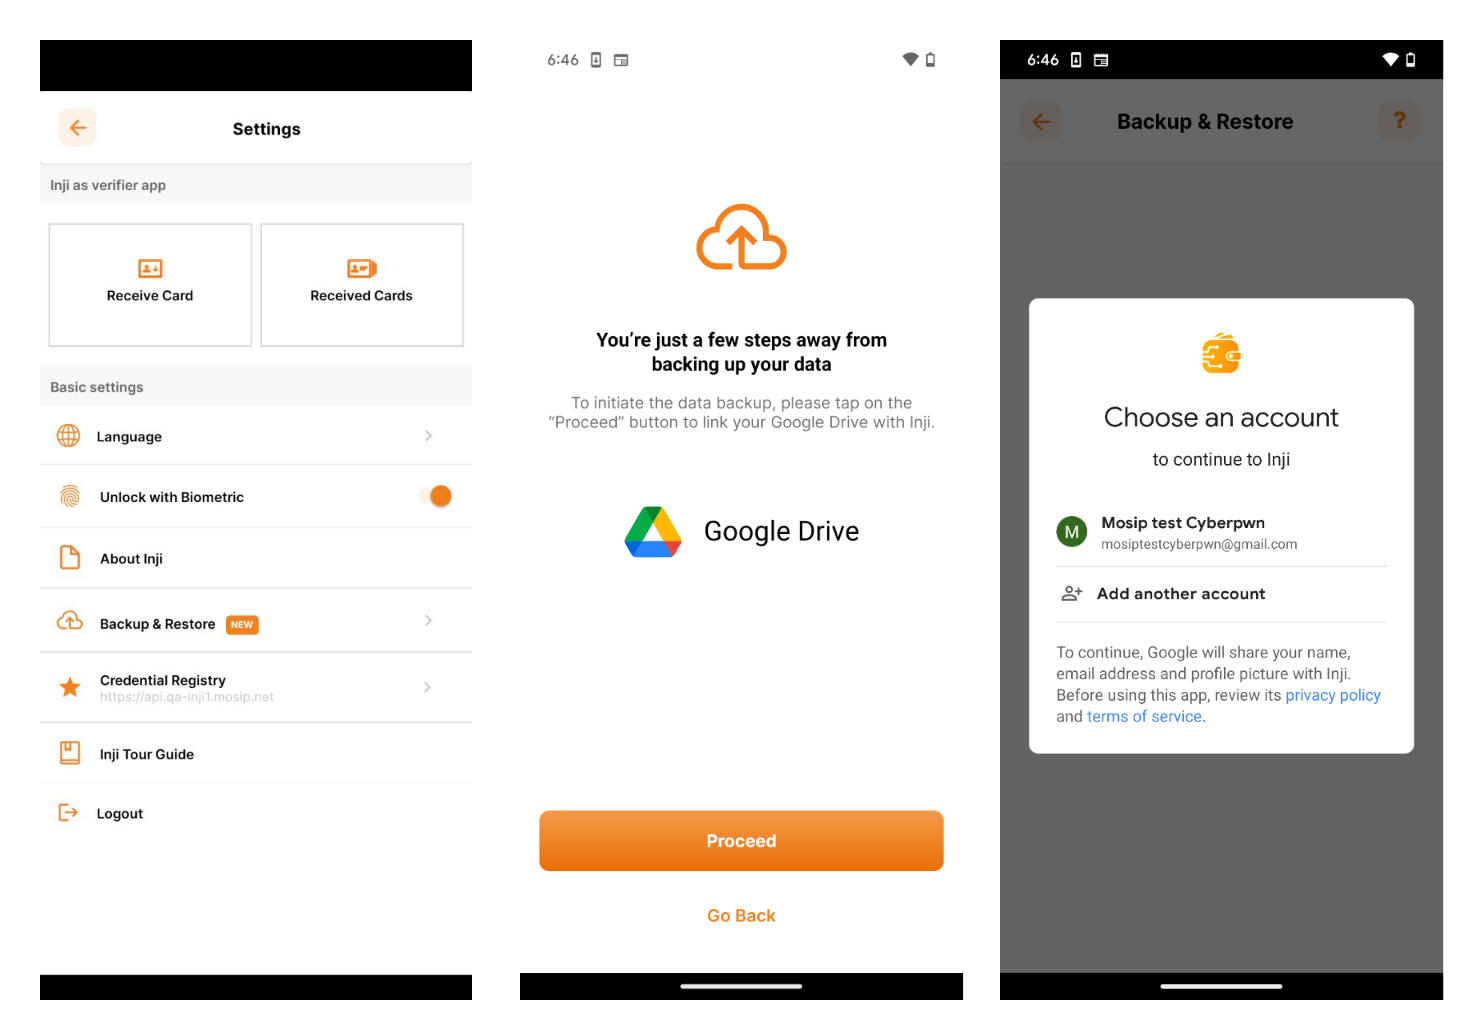 Settings
Inji as verifier app
Receive Card
Received Cards
Basic settings
Language
Unlock with Biometric
About Inji
Backup & Restore NEW
Credential Registry
https://api.qa-inji1.mosip.net
Inji Tour Guide
Logout
6:46
You’re just a few steps away from
backing up your data
To initiate the data backup, please tap on the
“Proceed” button to link your Google Drive with Inji.
Google Drive
Proceed
Go Back
6:46
Backup & Restore ?
Choose an account
to continue to Inji
M
Mosip test Cyberpwn
mosiptestcyberpwn@gmail.com
Add another account
To continue, Google will share your name,
email address and profile picture with Inji.
Before using this app, review its privacy policy
and terms of service.